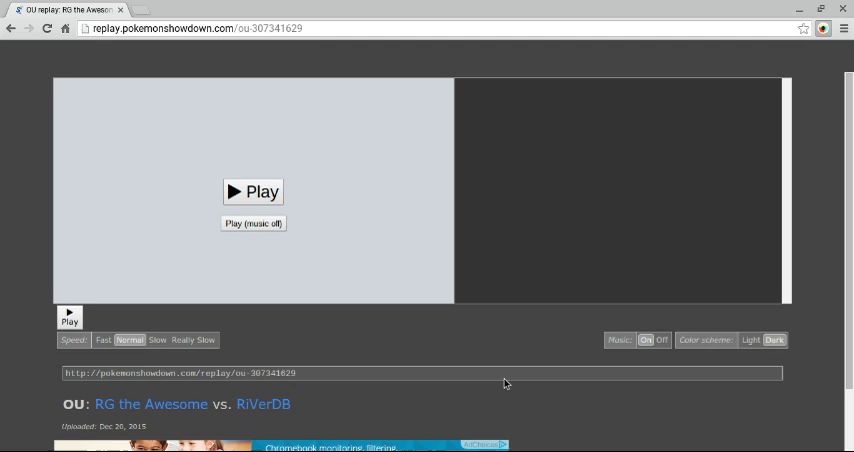 OU replay: RG the Aweson
replay.pokemonshowdown.com/ou-307341629
Play
Play (music off)
Play
Speed: Fast Normal Slow Really Slow
Music: On Off Color scheme: Light Dark
http://pokemonshowdown.com/replay/ou-307341629
OU: RG the Awesome vs. RiVerDB
Uploaded: Dec 20, 2015
Chromebook monitoring, filtering,
AdChoices